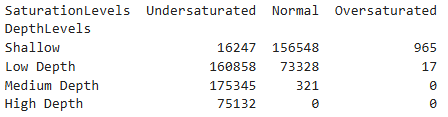 SaturationLevels Undersaturated Normal Oversaturated
DepthLevels
Shallow 16247 156548 965
Low Depth 160858 73328 17
Medium Depth 175345 321 0
High Depth 75132 0 0